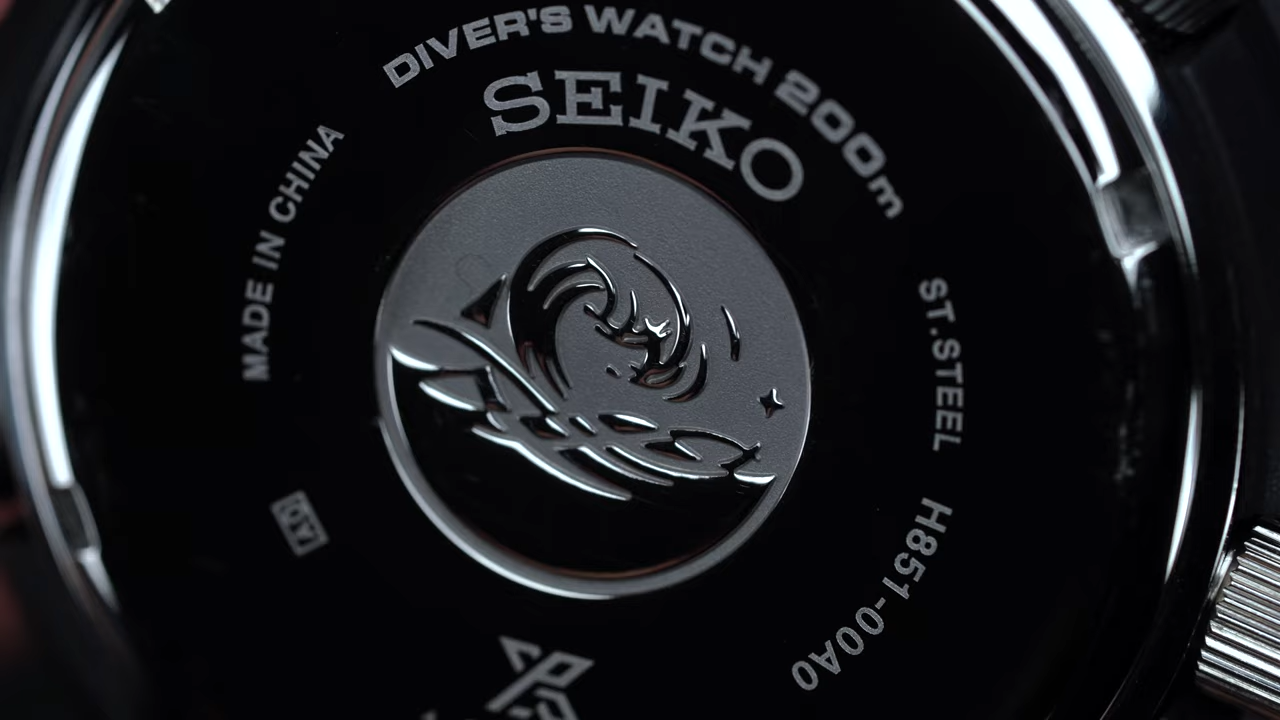 DIVER'S WATCH 200m
SEIKO
MADE IN CHINA
ST.STEEL
H851-00A0